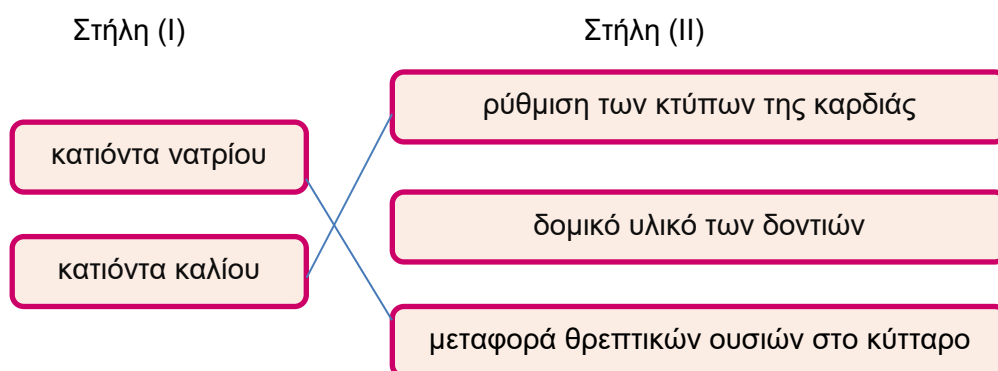 Στήλη (I)
Στήλη (II)
κατιόντα νατρίου
κατιόντα καλίου
ρύθμιση των κτύπων της καρδιάς
δομικό υλικό των δοντιών
μεταφορά θρεπτικών ουσιών στο κύτταρο